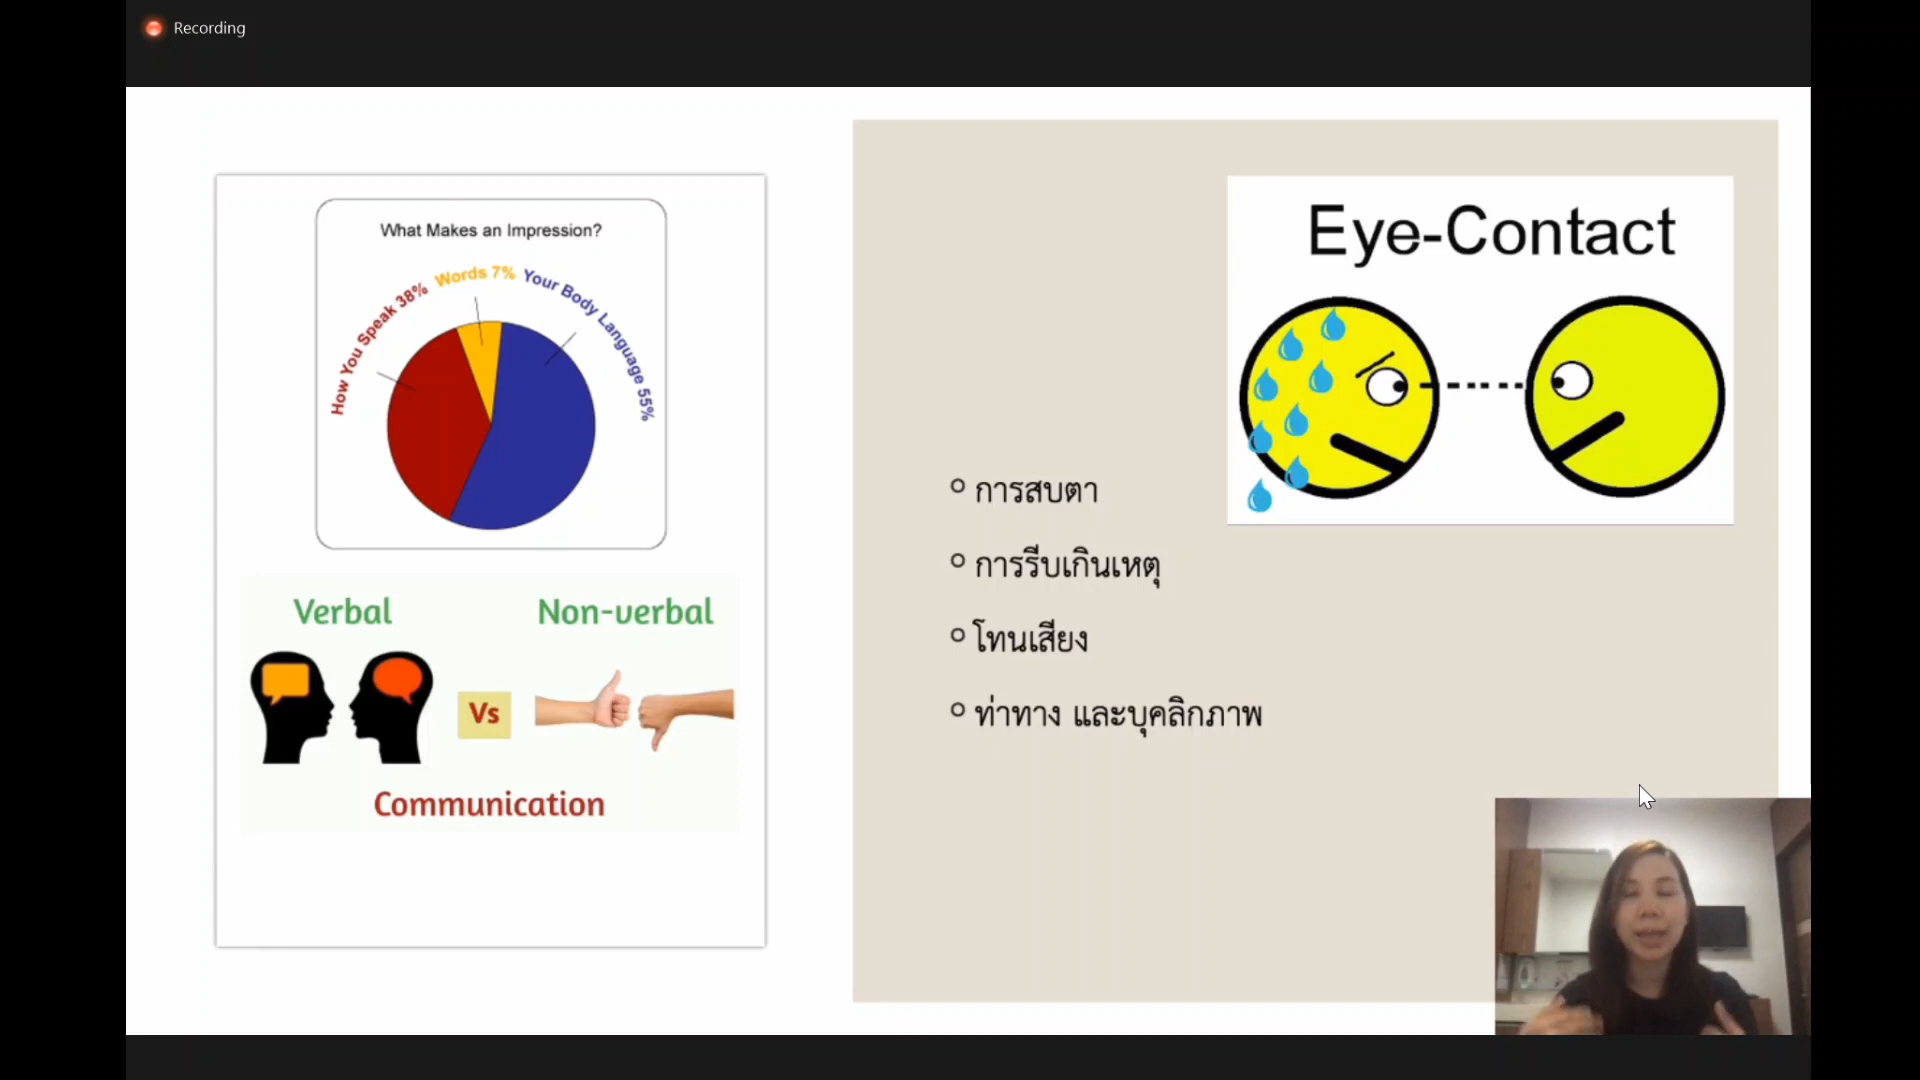 Recording
What Makes an Impression?
How You Speak 38%
Words 7%
Your Body Language 55%
Verbal
Non-verbal
Vs
Communication
Eye-Contact
การสบตา
การรีบเกินเหตุ
โทนเสียง
ท่าทาง และบุคลิกภาพ